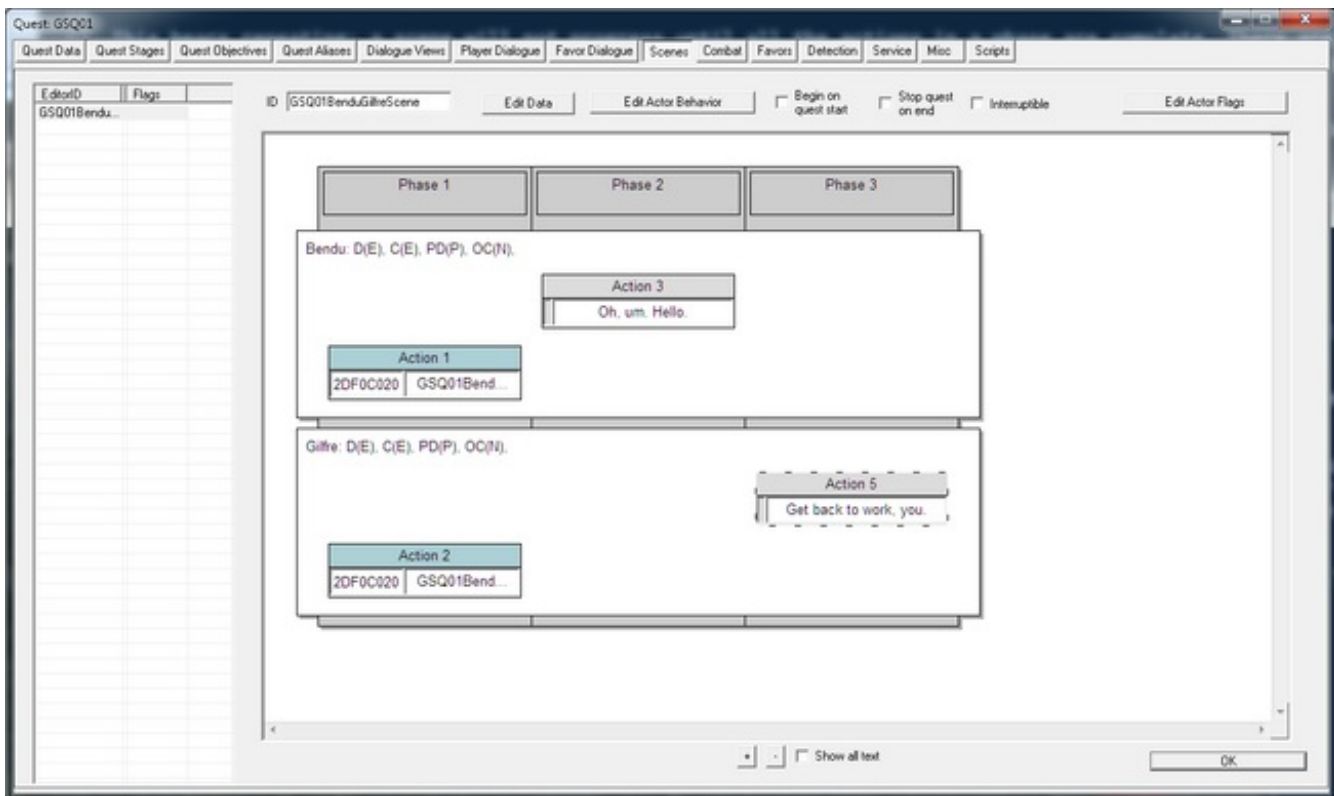 Quest: GSQ01
Quest Data Quest Stages Quest Objectives Quest Aliases Dialogue Views Player Dialogue Favor Dialogue Scenes Combat Favors Detection Service Misc Scripts
EditorID Flags
GSQ01Bendu...
ID GSQ01BenduGilfreScene Edit Data Edit Actor Behavior Begin on quest start Stop quest on end Interruptible Edit Actor Flags
Phase 1 Phase 2 Phase 3
Bendu: D(E), C(E), PD(P), OC(N),
Action 3
Oh, um. Hello.
Action 1
2DF0C020 GSQ01Bend...
Gilfre: D(E), C(E), PD(P), OC(N),
Action 5
Get back to work, you.
Action 2
2DF0C020 GSQ01Bend...
+ - Show all text
OK